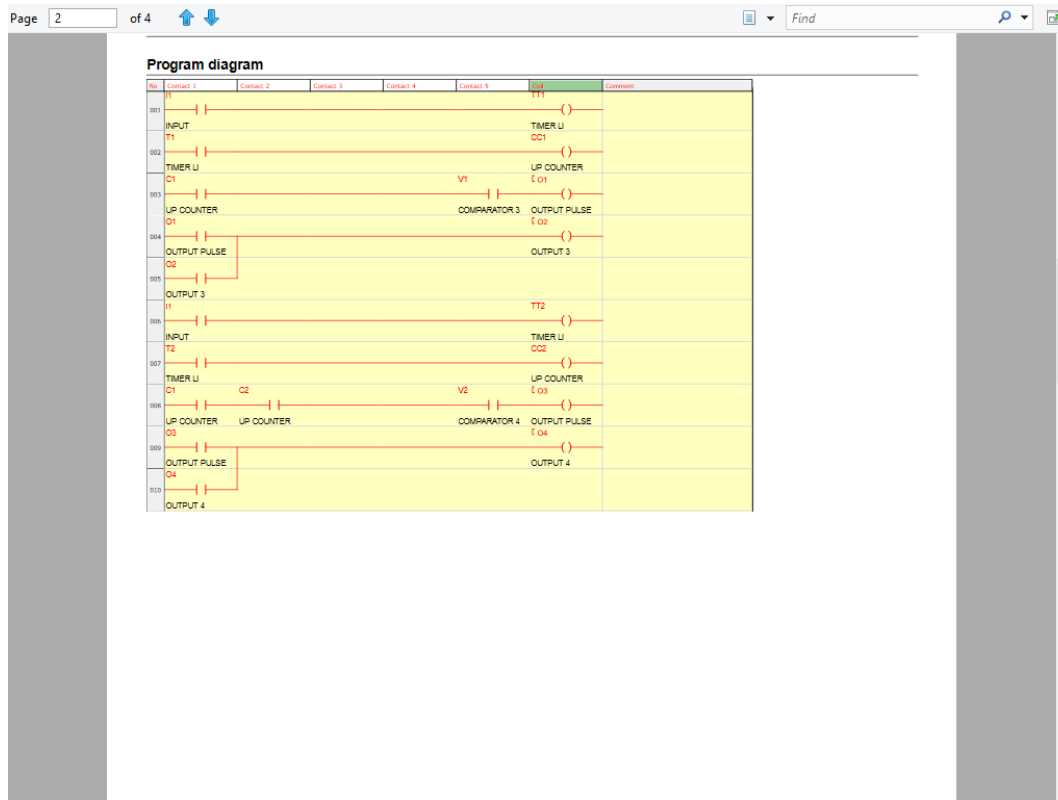 Page 2 of 4 Find
Program diagram
No Contact 1 Contact 2 Contact 3 Contact 4 Contact 5 Coil Comment
I1 TT1
001
INPUT TIMER LI
T1 CC1
002
TIMER LI UP COUNTER
C1 V1 [ O1
003
UP COUNTER COMPARATOR 3 OUTPUT PULSE
O1 [ O2
004
OUTPUT PULSE OUTPUT 3
O2
005
OUTPUT 3
I1 TT2
006
INPUT TIMER LI
T2 CC2
007
TIMER LI UP COUNTER
C1 C2 V2 [ O3
008
UP COUNTER UP COUNTER COMPARATOR 4 OUTPUT PULSE
O3 [ O4
009
OUTPUT PULSE OUTPUT 4
O4
010
OUTPUT 4